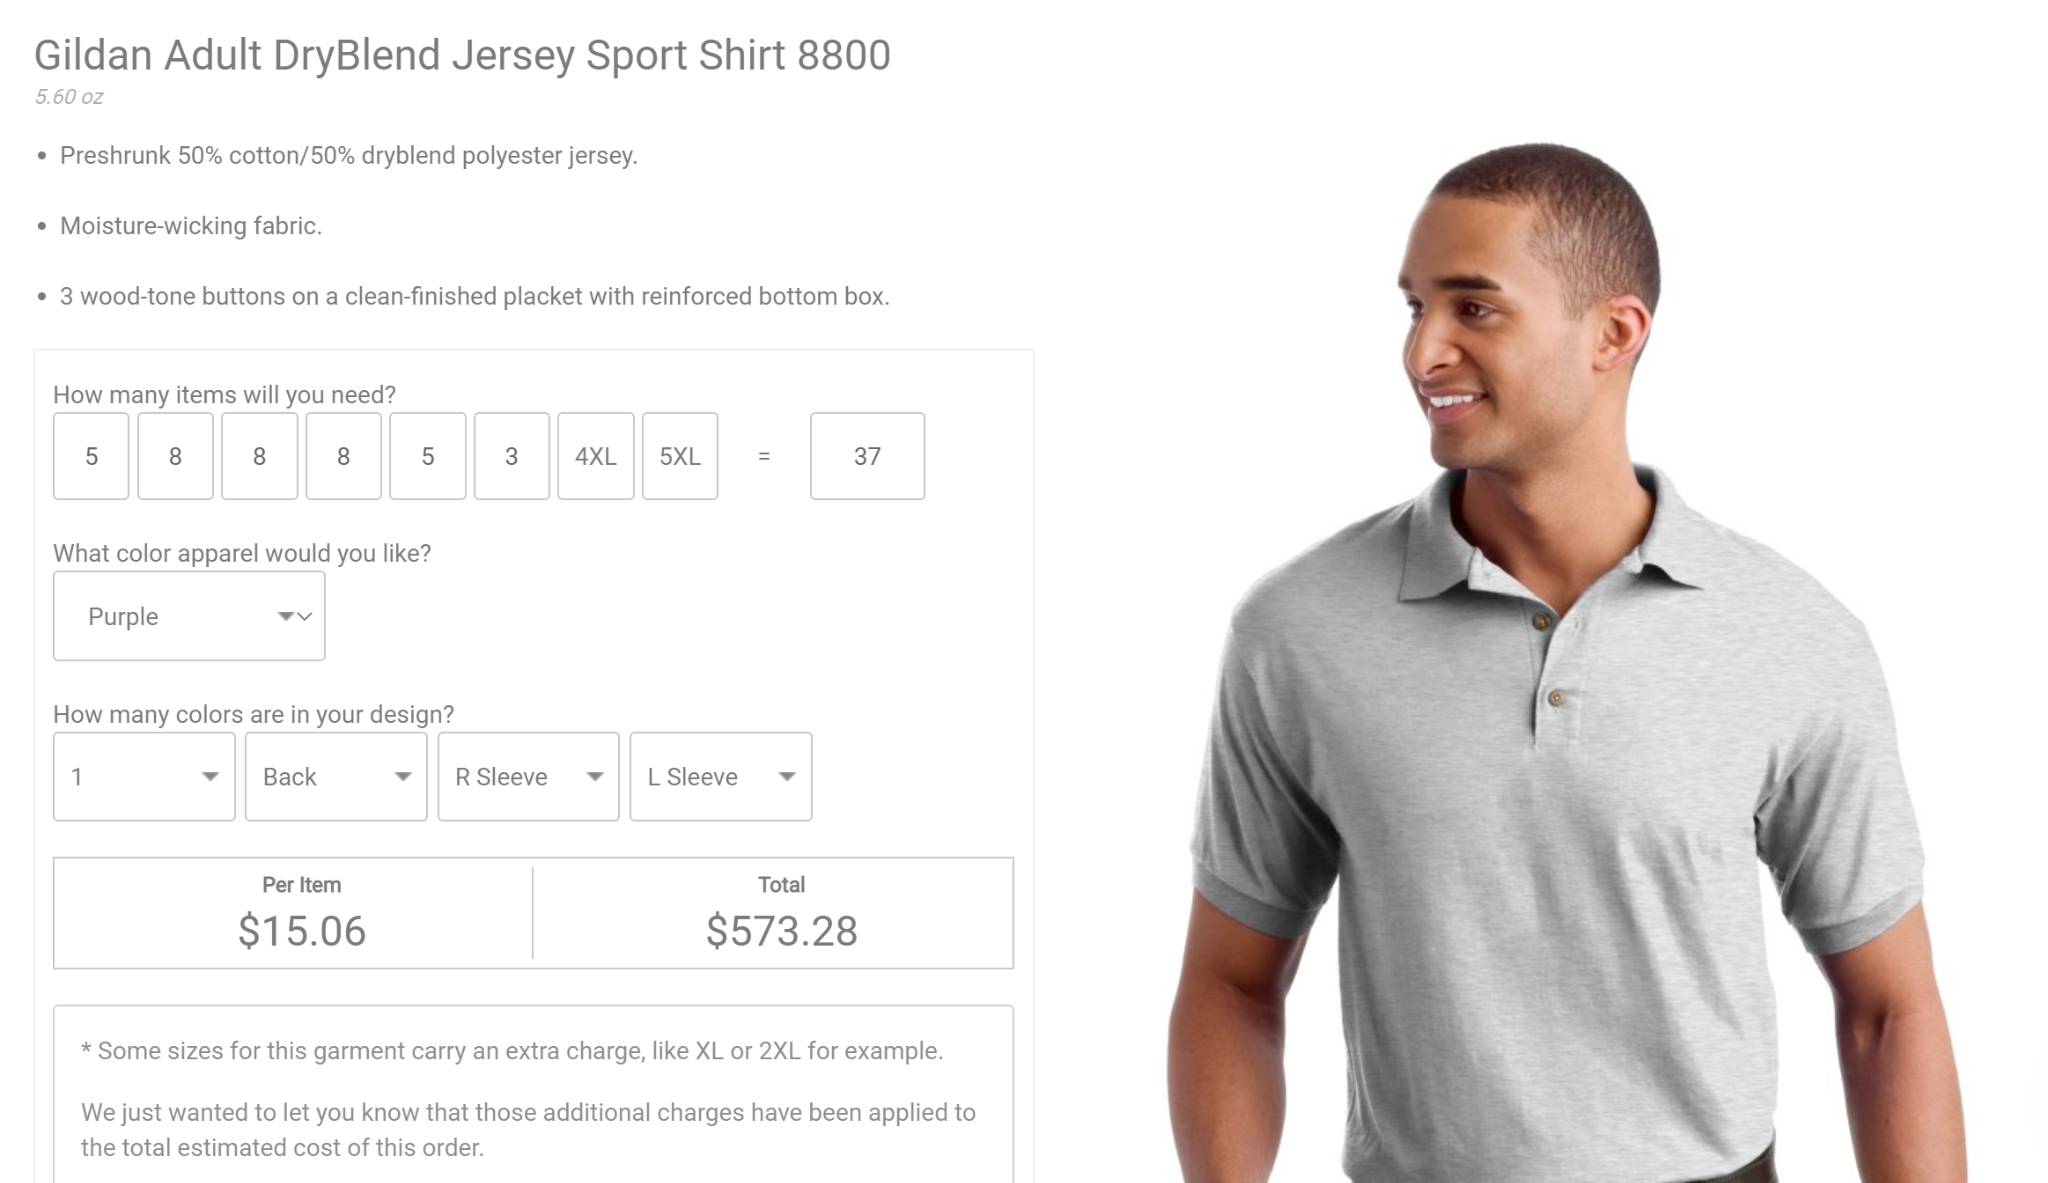 Gildan Adult DryBlend Jersey Sport Shirt 8800
5.60 oz
• Preshrunk 50% cotton/50% dryblend polyester jersey.
• Moisture-wicking fabric.
• 3 wood-tone buttons on a clean-finished placket with reinforced bottom box.
How many items will you need?
5 8 8 8 5 3 4XL 5XL = 37
What color apparel would you like?
Purple
How many colors are in your design?
1 Back R Sleeve L Sleeve
Per Item Total
$15.06 $573.28
* Some sizes for this garment carry an extra charge, like XL or 2XL for example.
We just wanted to let you know that those additional charges have been applied to
the total estimated cost of this order.